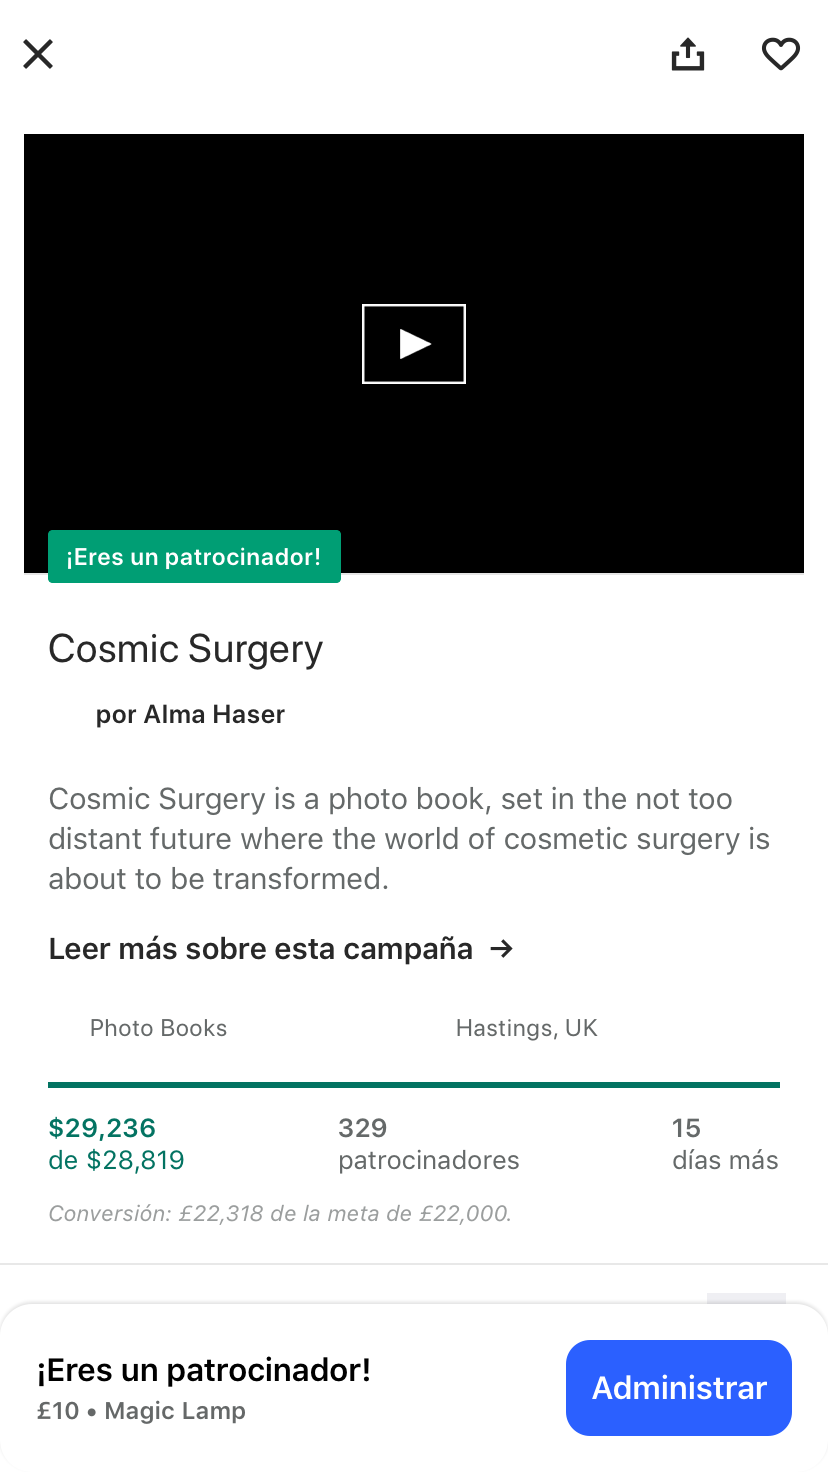 ¡Eres un patrocinador!
Cosmic Surgery
por Alma Haser
Cosmic Surgery is a photo book, set in the not too
distant future where the world of cosmetic surgery is
about to be transformed.
Leer más sobre esta campaña →
Photo Books
Hastings, UK
$29,236
de $28,819
329
patrocinadores
15
días más
Conversión: £22,318 de la meta de £22,000.
¡Eres un patrocinador!
£10 • Magic Lamp
Administrar